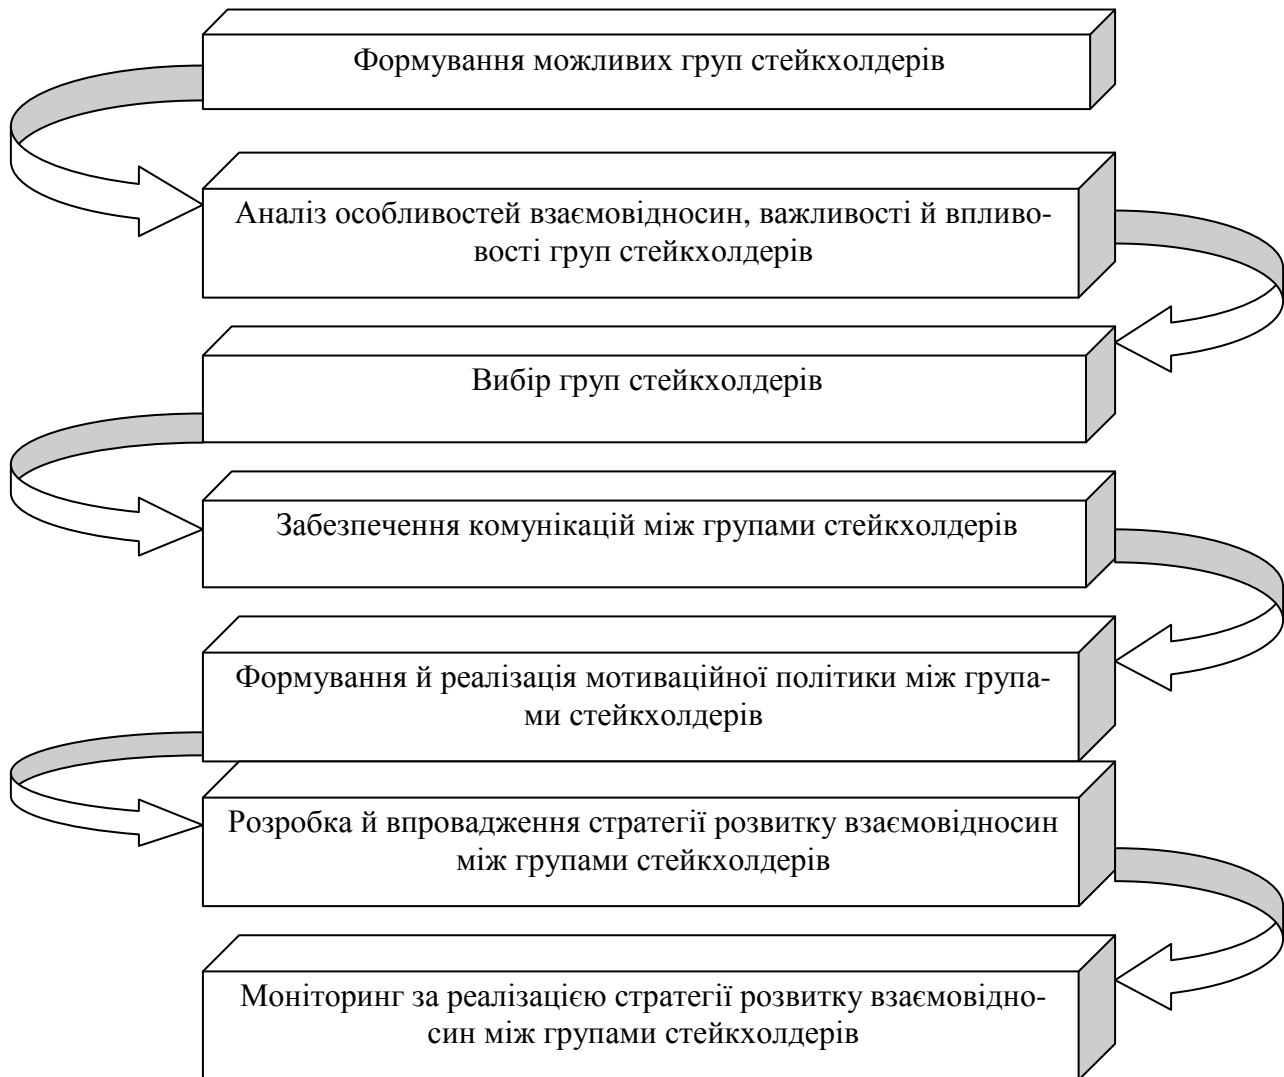 Формування можливих груп стейкхолдерів
Аналіз особливостей взаємовідносин, важливості й впливо-
вості груп стейкхолдерів
Вибір груп стейкхолдерів
Забезпечення комунікацій між групами стейкхолдерів
Формування й реалізація мотиваційної політики між група-
ми стейкхолдерів
Розробка й впровадження стратегії розвитку взаємовідносин
між групами стейкхолдерів
Моніторинг за реалізацією стратегії розвитку взаємовідно-
син між групами стейкхолдерів